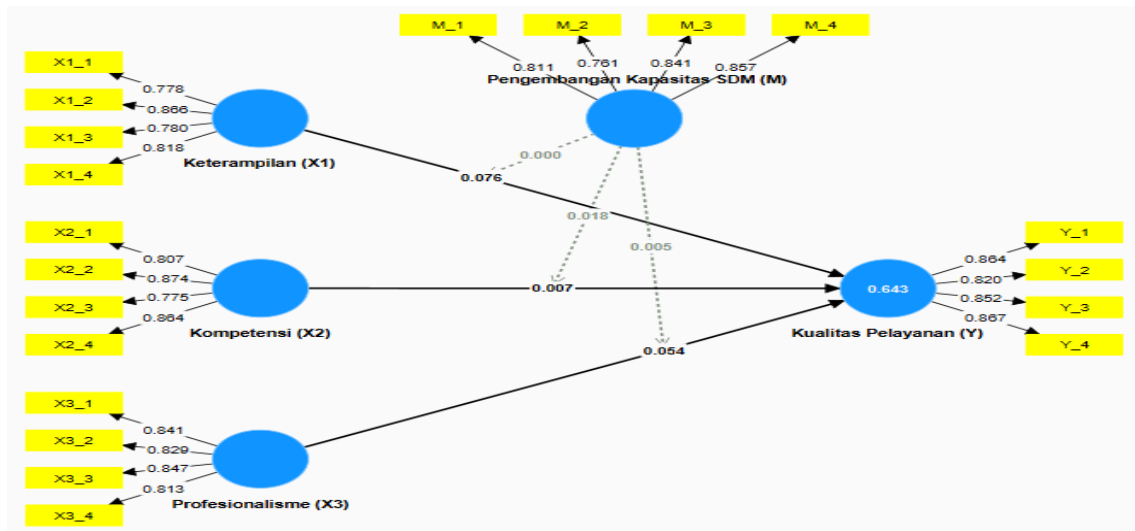 M_1
M_2
M_3
M_4
0.811
0.761
0.841
0.857
Pengembangan Kapasitas SDM (M)
X1_1
X1_2
X1_3
X1_4
0.778
0.866
0.780
0.818
Keterampilan (X1)
0.000
0.076
0.018
0.005
X2_1
X2_2
X2_3
X2_4
0.807
0.874
0.775
0.864
Kompetensi (X2)
0.007
0.054
0.643
Kualitas Pelayanan (Y)
0.864
0.820
0.852
0.867
Y_1
Y_2
Y_3
Y_4
X3_1
X3_2
X3_3
X3_4
0.841
0.829
0.847
0.813
Profesionalisme (X3)